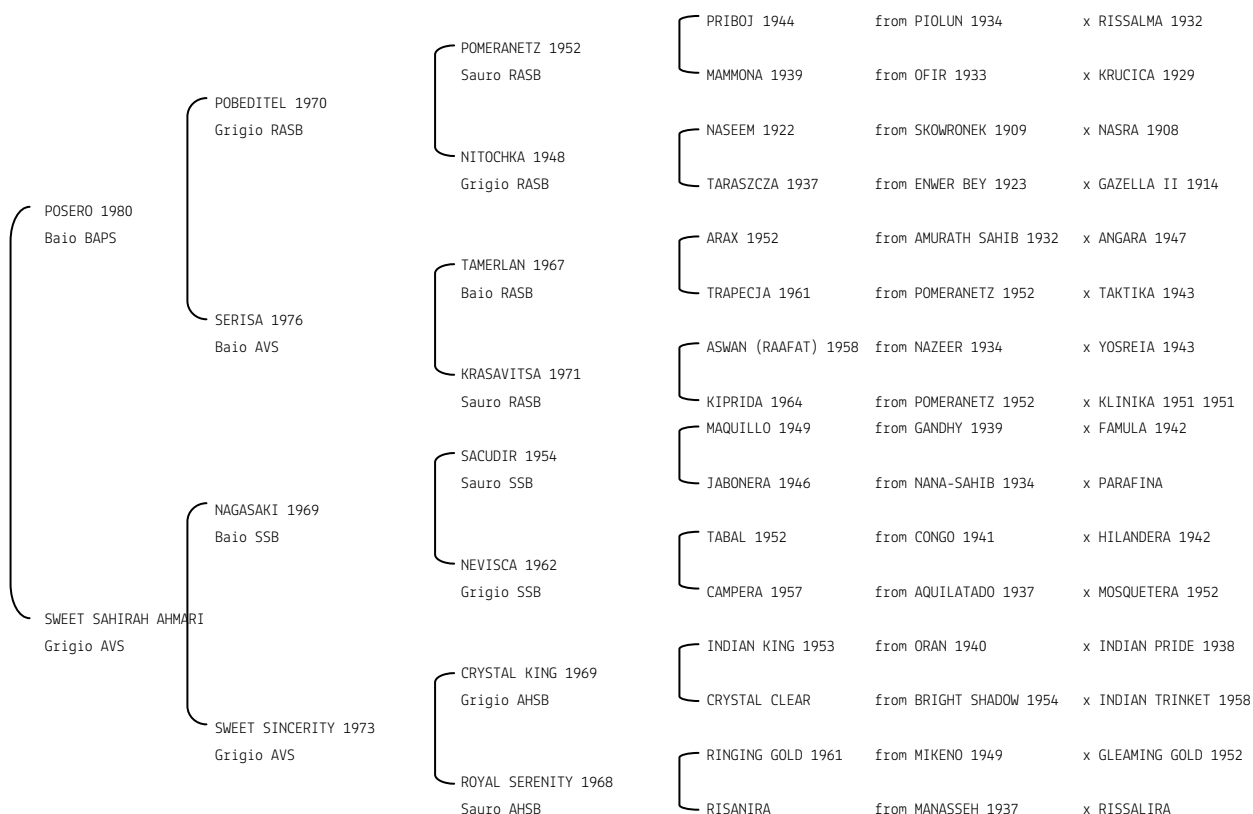 PRIBOJ 1944 from PIOLUN 1934 x RISSALMA 1932
POMERANETZ 1952
Sauro RASB MAMMONA 1939 from OFIR 1933 x KRUCICA 1929
POBEDITEL 1970
Grigio RASB NASEEM 1922 from SKOWRONEK 1909 x NASRA 1908
NITOCHKA 1948
Grigio RASB TARASZCZA 1937 from ENWER BEY 1923 x GAZELLA II 1914
POSERO 1980
Baio BAPS ARAX 1952 from AMURATH SAHIB 1932 x ANGARA 1947
TAMERLAN 1967
Baio RASB TRAPECJA 1961 from POMERANETZ 1952 x TAKTIKA 1943
SERISA 1976
Baio AVS ASWAN (RAAFAT) 1958 from NAZEER 1934 x YOSREIA 1943
KRASAVITSA 1971
Sauro RASB KIPRIDA 1964 from POMERANETZ 1952 x KLINIKA 1951 1951
MAQUILLO 1949 from GANDHY 1939 x FAMULA 1942
SACUDIR 1954
Sauro SSB JABONERA 1946 from NANA-SAHIB 1934 x PARAFINA
NAGASAKI 1969
Baio SSB TABAL 1952 from CONGO 1941 x HILANDERA 1942
NEVISCA 1962
Grigio SSB CAMPERA 1957 from AQUILATADO 1937 x MOSQUETERA 1952
SWEET SAHIRAH AHMARI
Grigio AVS INDIAN KING 1953 from ORAN 1940 x INDIAN PRIDE 1938
CRYSTAL KING 1969
Grigio AHSB CRYSTAL CLEAR from BRIGHT SHADOW 1954 x INDIAN TRINKET 1958
SWEET SINCERITY 1973
Grigio AVS RINGING GOLD 1961 from MIKENO 1949 x GLEAMING GOLD 1952
ROYAL SERENITY 1968
Sauro AHSB RISANIRA from MANASSEH 1937 x RISSALIRA